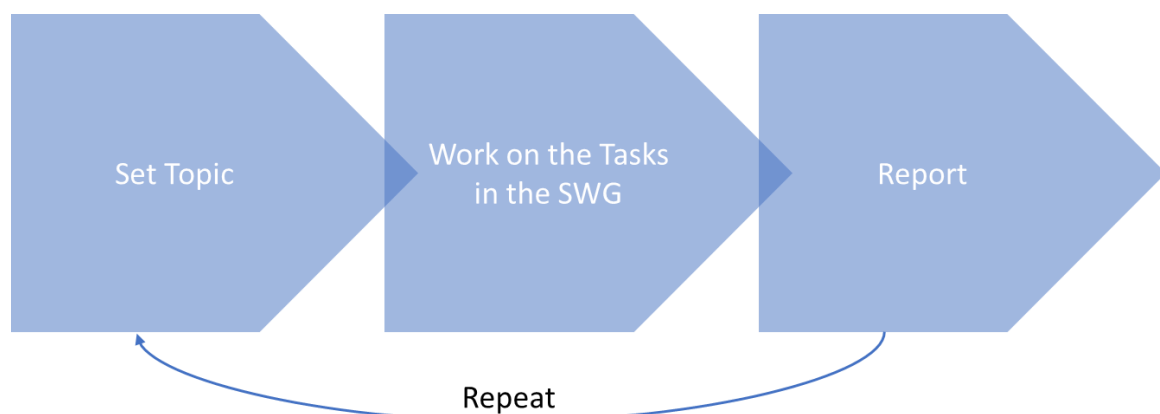 Set Topic
Work on the Tasks
in the SWG
Report
Repeat